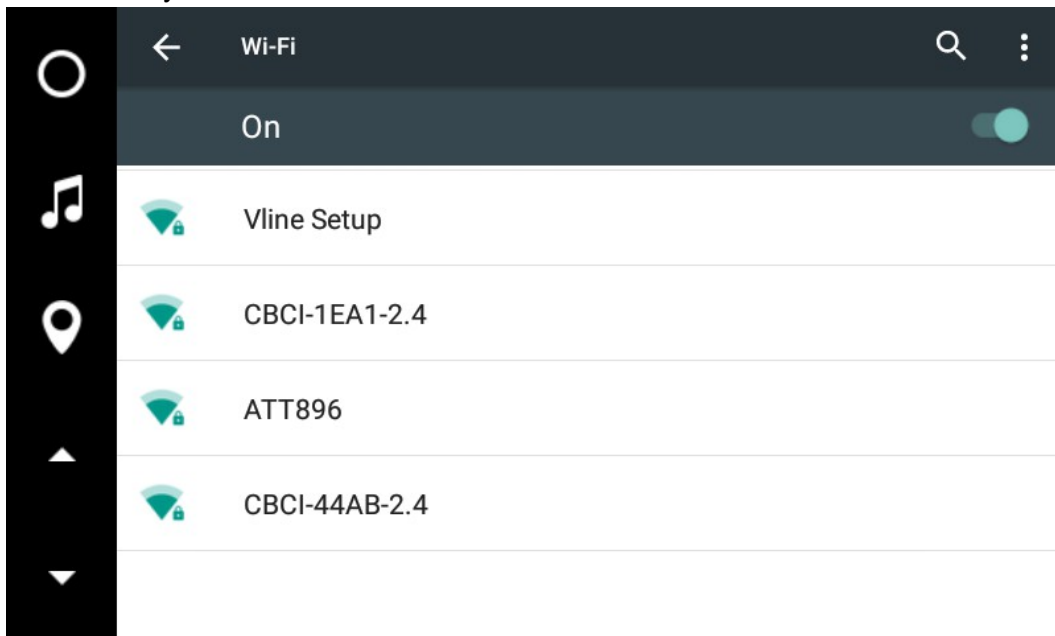 Wi-Fi
On
Vline Setup
CBCI-1EA1-2.4
ATT896
CBCI-44AB-2.4